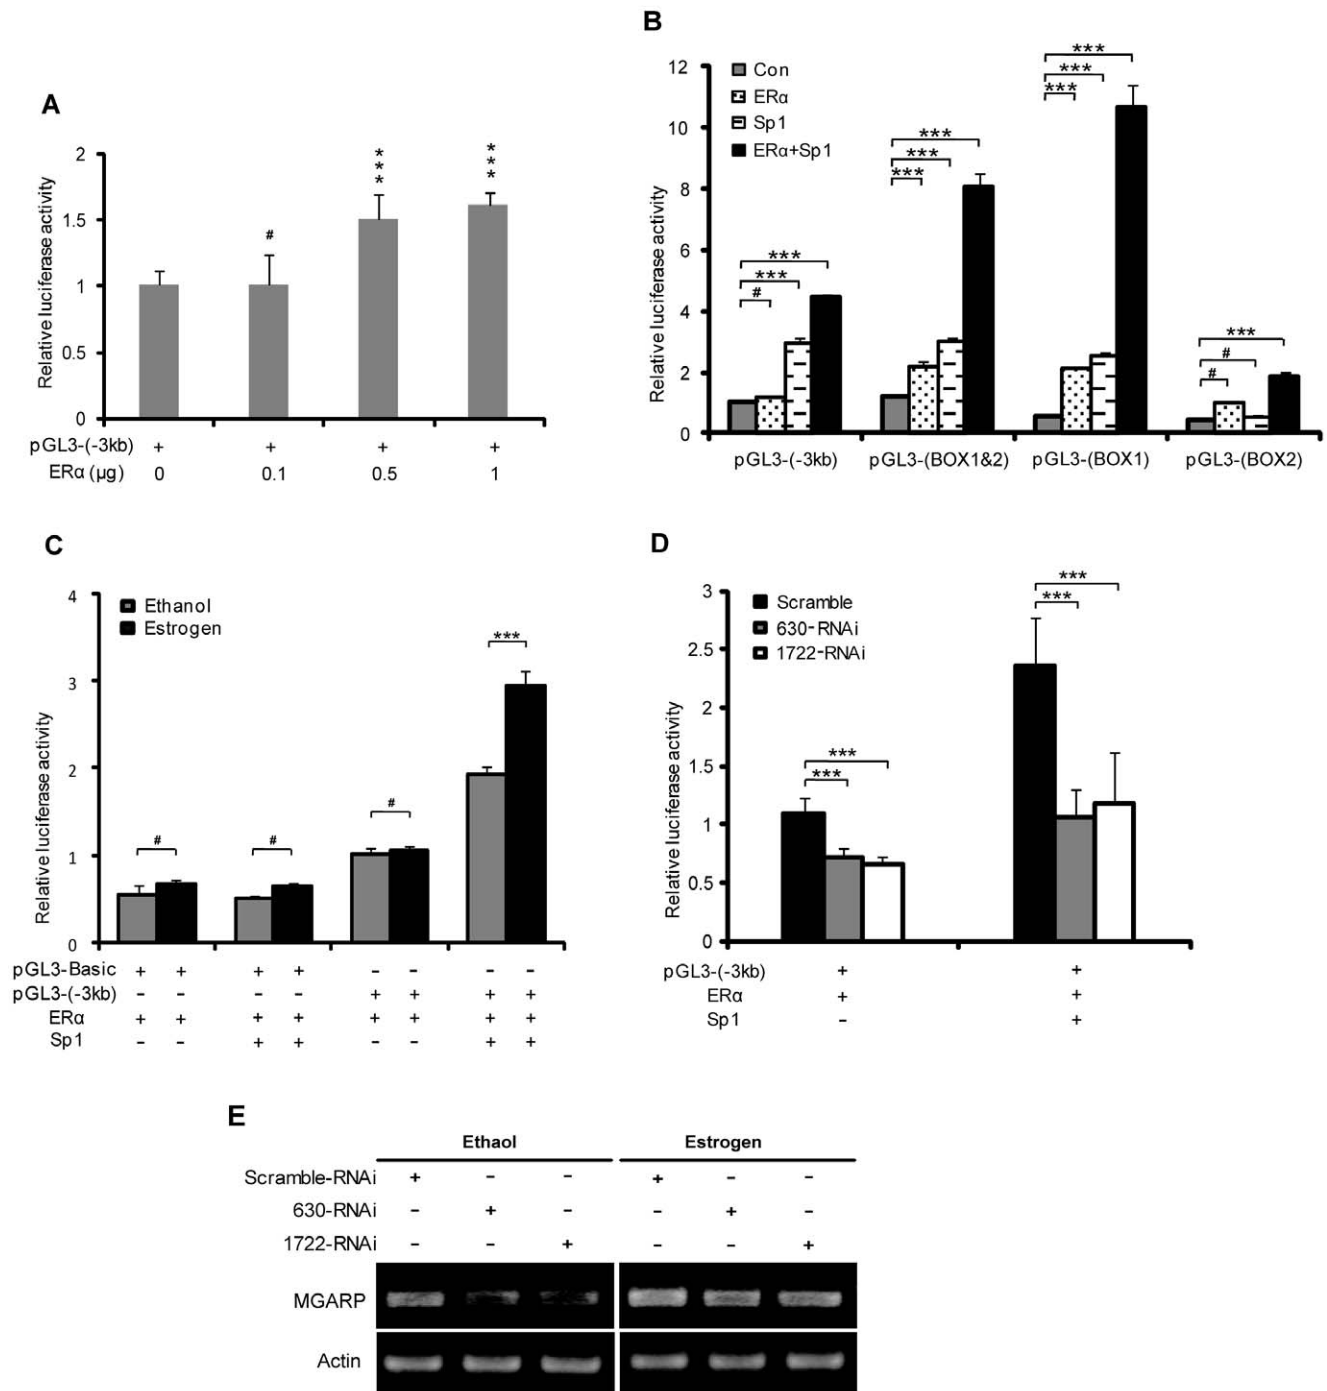 A
Relative luciferase activity
2
1.5
1
0.5
0
#
***
***
pGL3-(-3kb) + + + +
ERα (µg) 0 0.1 0.5 1
B
Relative luciferase activity
12
10
8
6
4
2
0
Con
ERα
Sp1
ERα+Sp1
***
***
#
***
***
***
***
***
***
***
#
#
pGL3-(-3kb) pGL3-(BOX1&2) pGL3-(BOX1) pGL3-(BOX2)
C
Relative luciferase activity
4
3
2
1
0
Ethanol
Estrogen
#
#
#
***
pGL3-Basic + + + + - - - -
pGL3-(-3kb) - - - - + + + +
ERα + + + + + + + +
Sp1 - - + + - - + +
D
Relative luciferase activity
3
2.5
2
1.5
1
0.5
0
Scramble
630-RNAi
1722-RNAi
***
***
***
***
pGL3-(-3kb) + +
ERα + +
Sp1 - +
E
Ethaol Estrogen
Scramble-RNAi + - - + - -
630-RNAi - + - - + -
1722-RNAi - - + - - +
MGARP
Actin